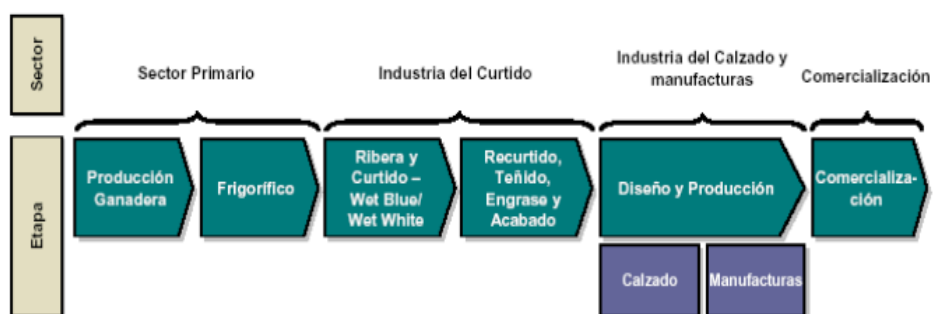 Sector
Sector Primario
Industria del Curtido
Industria del Calzado y
manufacturas
Comercialización
Etapa
Producción
Ganadera
Frigorífico
Ribera y
Curtido –
Wet Blue/
Wet White
Recurtido,
Teñido,
Engrase y
Acabado
Diseño y Producción
Comercializa-
ción
Calzado
Manufacturas